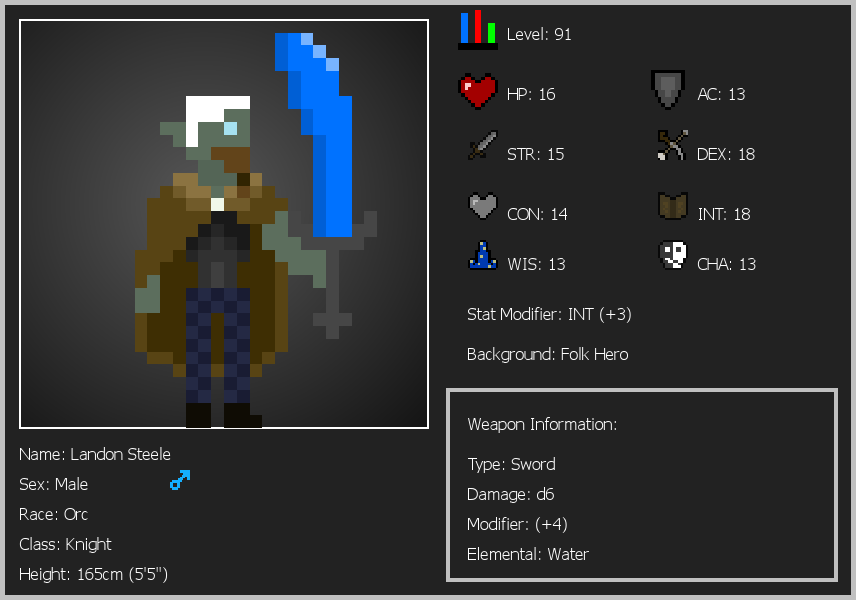 Level: 91
HP: 16
AC: 13
STR: 15
DEX: 18
CON: 14
INT: 18
WIS: 13
CHA: 13
Stat Modifier: INT (+3)
Background: Folk Hero
Weapon Information:
Type: Sword
Damage: d6
Modifier: (+4)
Elemental: Water
Name: Landon Steele
Sex: Male
Race: Orc
Class: Knight
Height: 165cm (5'5")